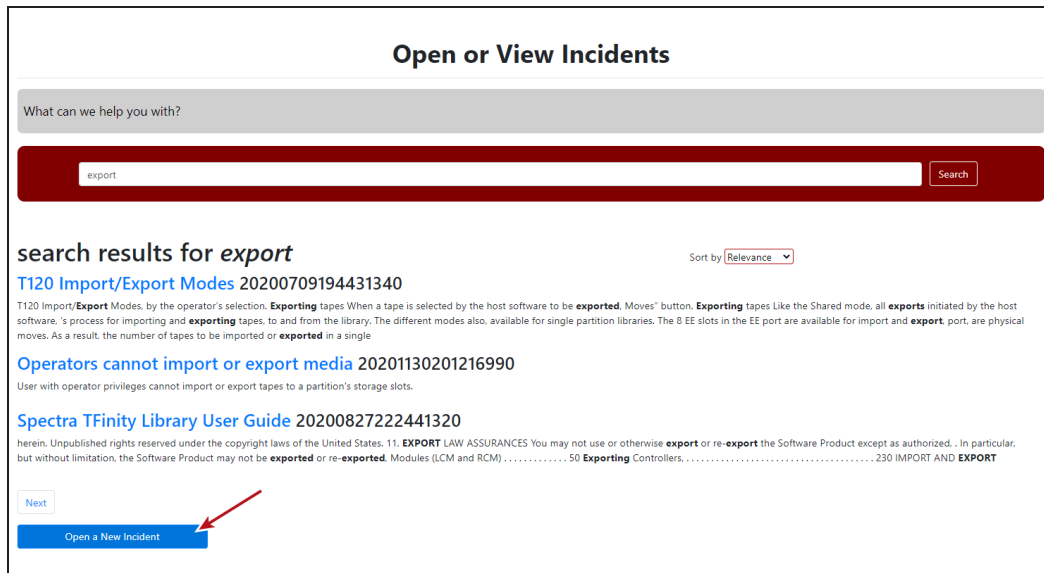 Open or View Incidents
What can we help you with?
export
Search
search results for export
Sort by Relevance
T120 Import/Export Modes 20200709194431340
T120 Import/Export Modes, by the operator's selection. Exporting tapes When a tape is selected by the host software to be exported, Moves" button. Exporting tapes Like the Shared mode, all exports initiated by the host
software, 's process for importing and exporting tapes, to and from the library. The different modes also, available for single partition libraries. The 8 EE slots in the EE port are available for import and export, port, are physical
moves. As a result, the number of tapes to be imported or exported in a single
Operators cannot import or export media 20201130201216990
User with operator privileges cannot import or export tapes to a partition's storage slots.
Spectra TFinity Library User Guide 20200827222441320
herein. Unpublished rights reserved under the copyright laws of the United States. 11. EXPORT LAW ASSURANCES You may not use or otherwise export or re-export the Software Product except as authorized, . In particular,
but without limitation, the Software Product may not be exported or re-exported, Modules (LCM and RCM) . . . . . . . . . . . . . 50 Exporting Controllers, . . . . . . . . . . . . . . . . . . . . . . . . . . . . . . . . . . . . . 230 IMPORT AND EXPORT
Next
Open a New Incident